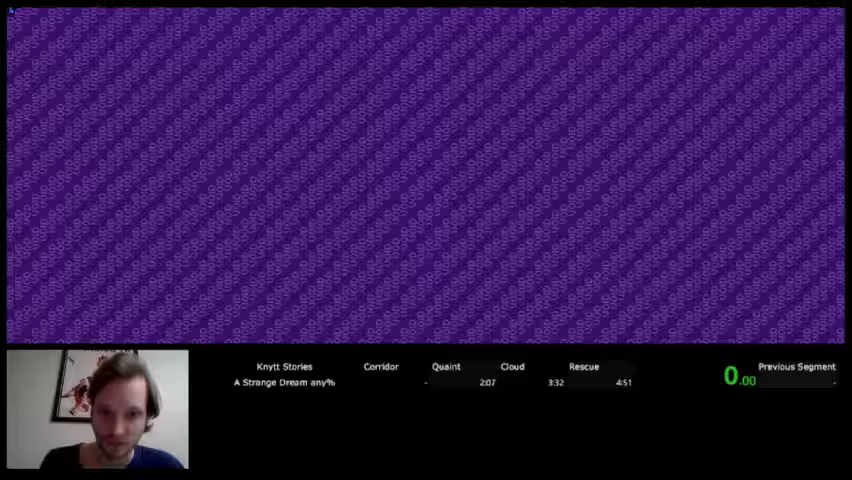 Knytt Stories Corridor Quaint Cloud Rescue
A Strange Dream any% - 2:07 3:32 4:51
0.00
Previous Segment
-